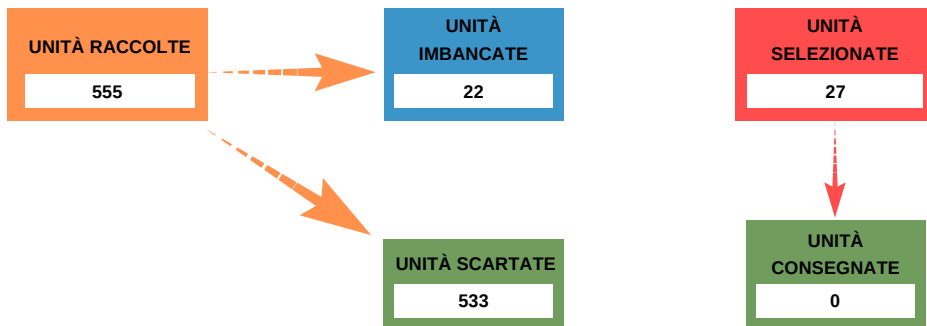 UNITÀ RACCOLTE
555
UNITÀ
IMBANCATE
22
UNITÀ
SELEZIONATE
27
UNITÀ SCARTATE
533
UNITÀ
CONSEGNATE
0